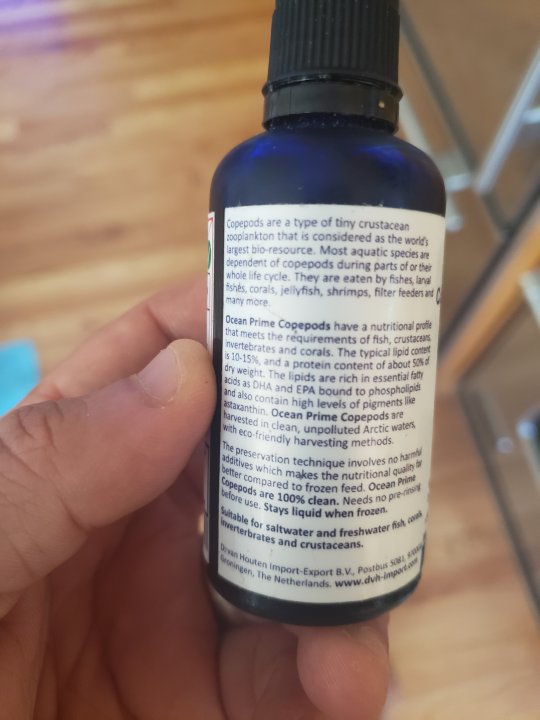 Copepods are a type of tiny crustacean
zooplankton that is considered as the world's
largest bio-resource. Most aquatic species are
dependent of copepods during parts of or their
whole life cycle. They are eaten by fishes, larval
fishes, corals, jellyfish, shrimps, filter feeders and
many more.
Ocean Prime Copepods have a nutritional profile
that meets the requirements of fish, crustaceans,
invertebrates and corals. The typical lipid content
is 10-15%, and a protein content of about 50% of
dry weight. The lipids are rich in essential fatty
acids as DHA and EPA bound to phospholipids
and also contain high levels of pigments like
astaxanthin. Ocean Prime Copepods are
harvested in clean, unpolluted Arctic waters,
with eco-friendly harvesting methods.
The preservation technique involves no harmful
additives which makes the nutritional quality far
better compared to frozen feed. Ocean Prime
Copepods are 100% clean. Needs no pre-rinsing
before use. Stays liquid when frozen.
Suitable for saltwater and freshwater fish, corals,
invertebrates and crustaceans.
Dr. van Houten Import-Export B.V., Postbus 5081,
Groningen, The Netherlands. www.dvh-import.com